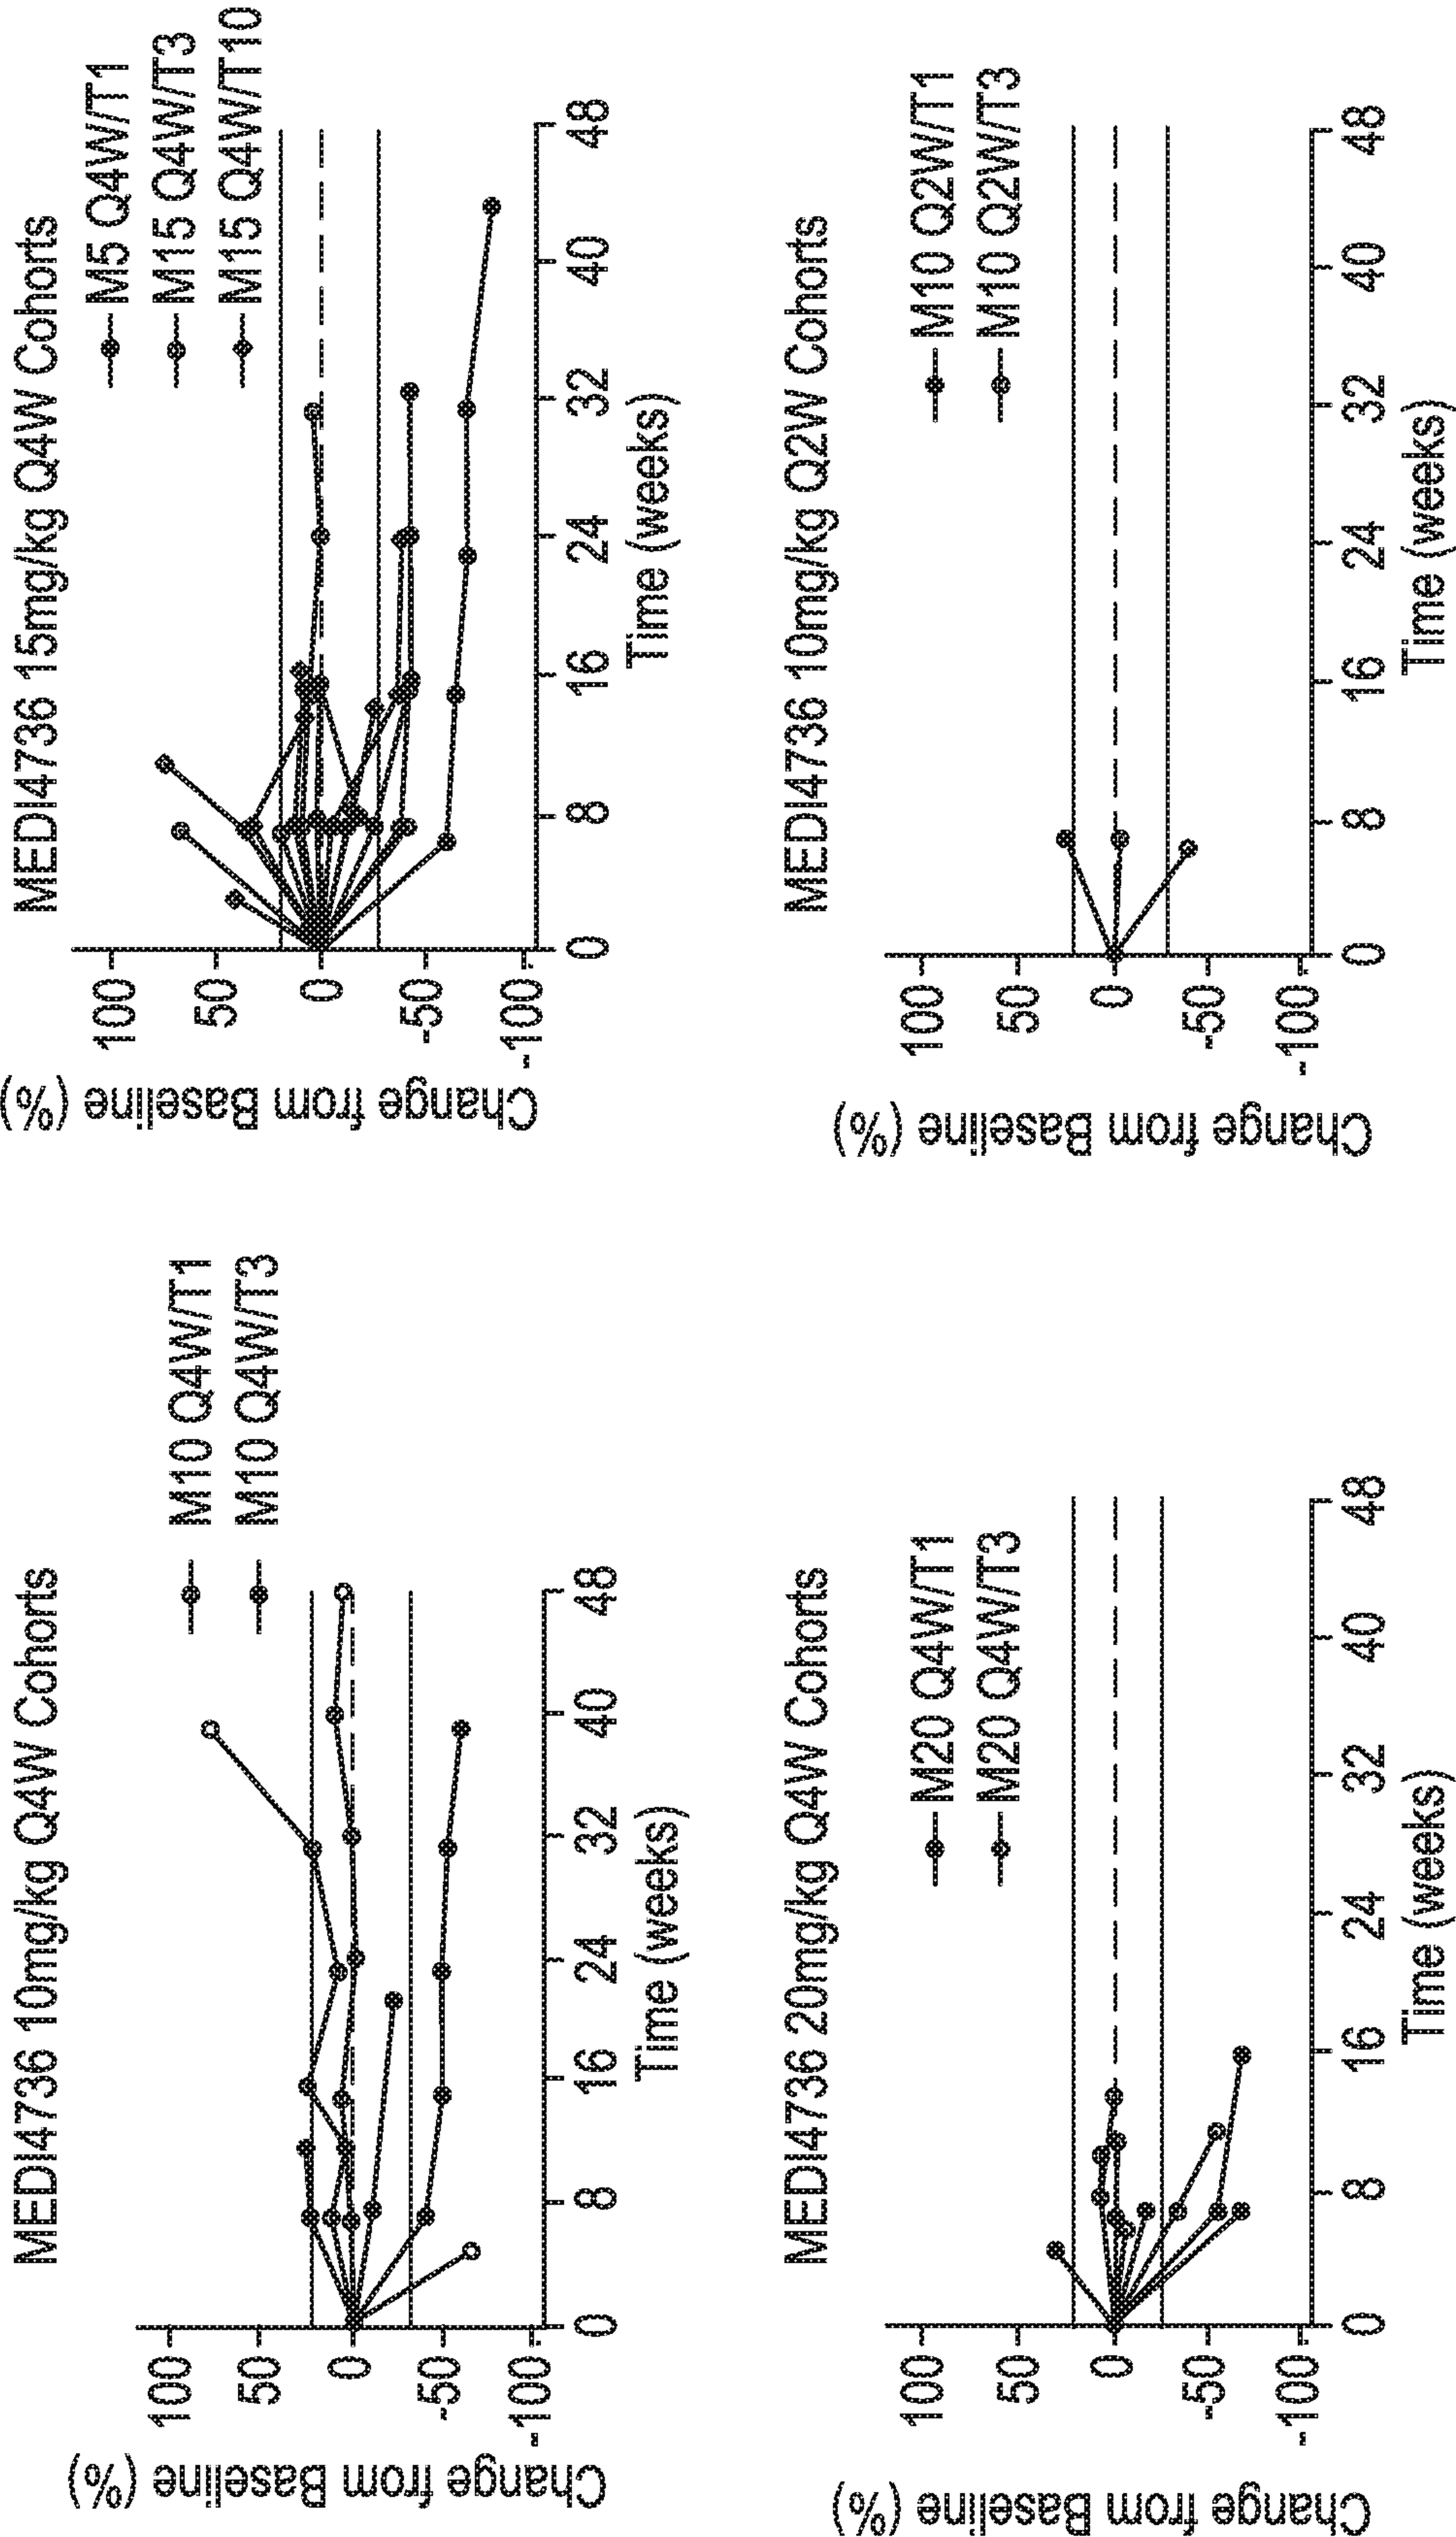 MEDI4736 10mg/kg Q4W Cohorts
M10 Q4W/T1
M10 Q4W/T3
Change from Baseline (%)
100
50
0
-50
-100
0 8 16 24 32 40 48
Time (weeks)
MEDI4736 15mg/kg Q4W Cohorts
M5 Q4W/T1
M15 Q4W/T3
M15 Q4W/T10
Change from Baseline (%)
100
50
0
-50
-100
0 8 16 24 32 40 48
Time (weeks)
MEDI4736 20mg/kg Q4W Cohorts
M20 Q4W/T1
M20 Q4W/T3
Change from Baseline (%)
100
50
0
-50
-100
0 8 16 24 32 40 48
Time (weeks)
MEDI4736 10mg/kg Q2W Cohorts
M10 Q2W/T1
M10 Q2W/T3
Change from Baseline (%)
100
50
0
-50
-100
0 8 16 24 32 40 48
Time (weeks)